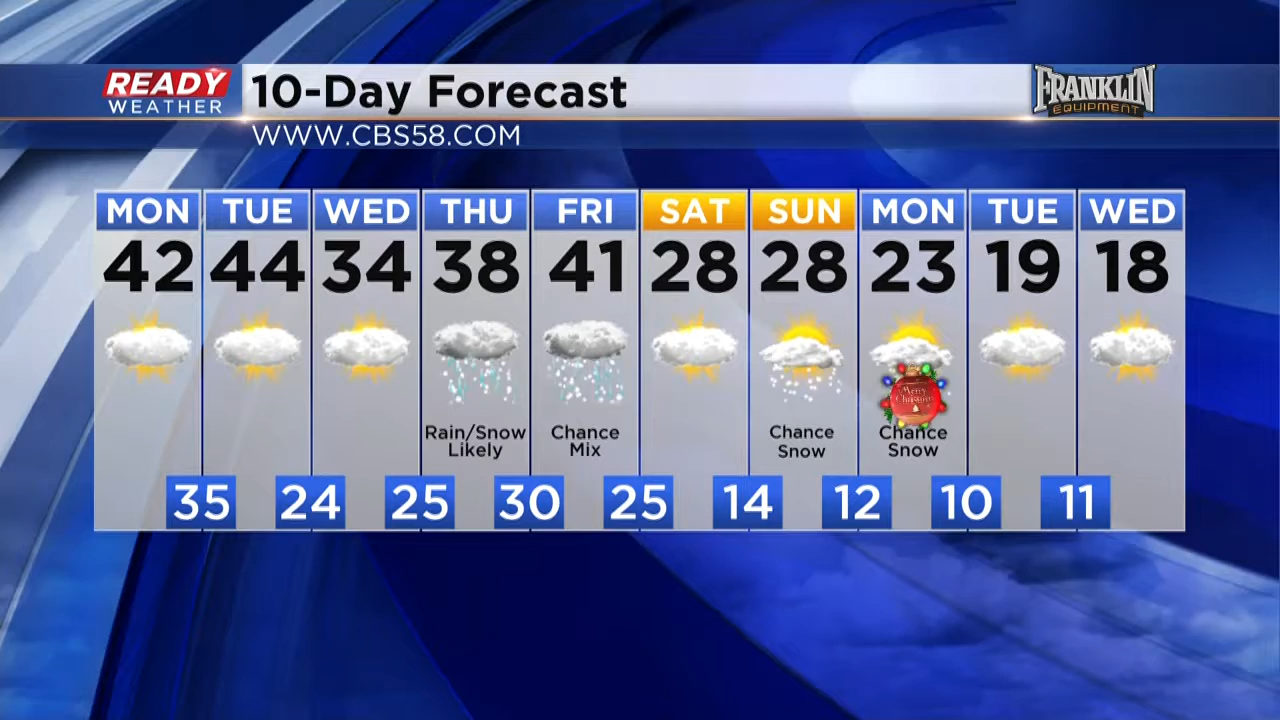 READY
WEATHER
10-Day Forecast
FRANKLIN
EQUIPMENT
WWW.CBS58.COM
MON TUE WED THU FRI SAT SUN MON TUE WED
42 44 34 38 41 28 28 23 19 18
Merry
Christmas
Rain/Snow
Likely
Chance
Mix
Chance
Snow
Chance
Snow
35 24 25 30 25 14 12 10 11